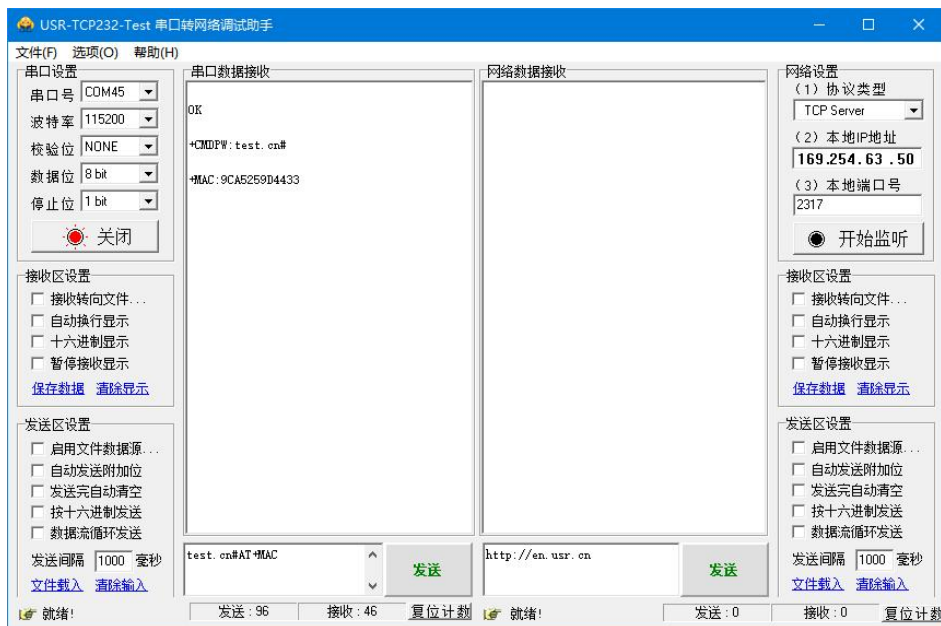 USR-TCP232-Test 串口转网络调试助手
文件(F) 选项(O) 帮助(H)
串口设置
串口号 COM45
波特率 115200
校验位 NONE
数据位 8 bit
停止位 1 bit
关闭
接收区设置
接收转向文件...
自动换行显示
十六进制显示
暂停接收显示
保存数据 清除显示
发送区设置
启用文件数据源...
自动发送附加位
发送完自动清空
按十六进制发送
数据流循环发送
发送间隔 1000 毫秒
文件载入 清除输入
就绪!
串口数据接收
OK
+CMDPW:test.cn#
+MAC:9CA5259D4433
test.cn#AT+MAC
发送
发送:96 接收:46 复位计数
网络数据接收
http://en.usr.cn
发送
就绪!
发送:0 接收:0 复位计数
网络设置
(1) 协议类型
TCP Server
(2) 本地IP地址
169.254.63.50
(3) 本地端口号
2317
开始监听
接收区设置
接收转向文件...
自动换行显示
十六进制显示
暂停接收显示
保存数据 清除显示
发送区设置
启用文件数据源...
自动发送附加位
发送完自动清空
按十六进制发送
数据流循环发送
发送间隔 1000 毫秒
文件载入 清除输入